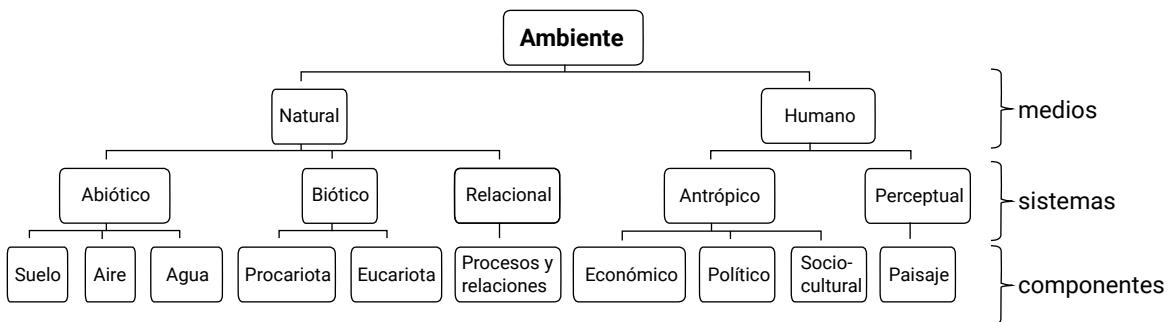 Ambiente
Natural
Humano
medios
Abiótico
Biótico
Relacional
Antrópico
Perceptual
sistemas
Suelo
Aire
Agua
Procariota
Eucariota
Procesos y
relaciones
Económico
Político
Socio-
cultural
Paisaje
componentes